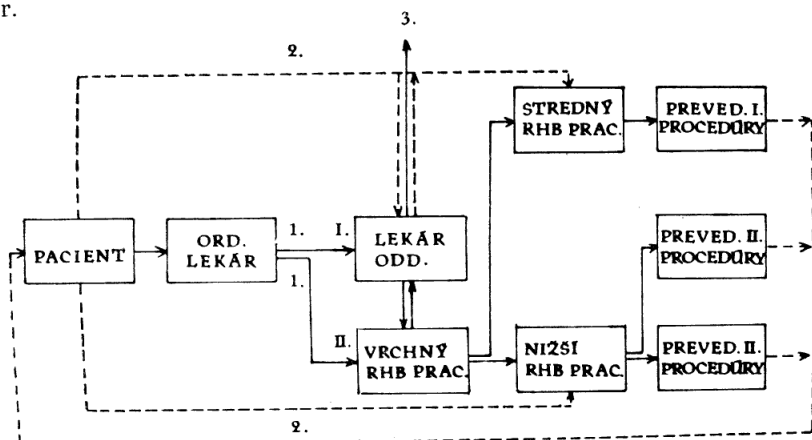 r.
3.
2.
STREDNÝ
RHB PRAC.
PREVED. I.
PROCEDÚRY
PACIENT
ORD.
LEKÁR
1.
1.
I.
LEKÁR
ODD.
PREVED. II.
PROCEDÚRY
II.
VRCHNÝ
RHB PRAC.
NIŽSÍ
RHB PRAC.
PREVED. II.
PROCEDÚRY
2.